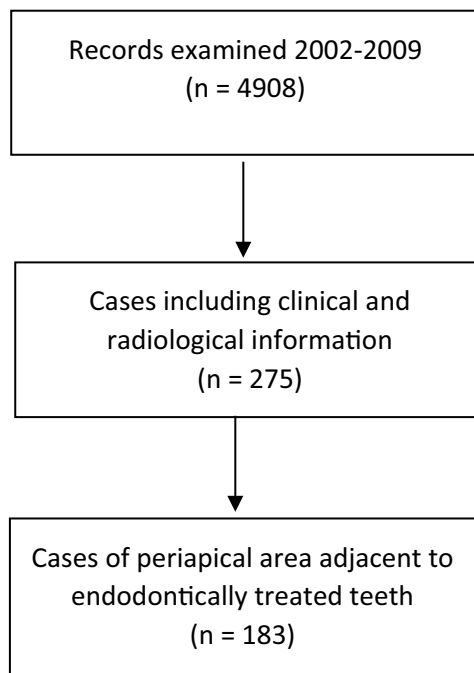 Records examined 2002-2009
(n = 4908)
Cases including clinical and
radiological information
(n = 275)
Cases of periapical area adjacent to
endodontically treated teeth
(n = 183)